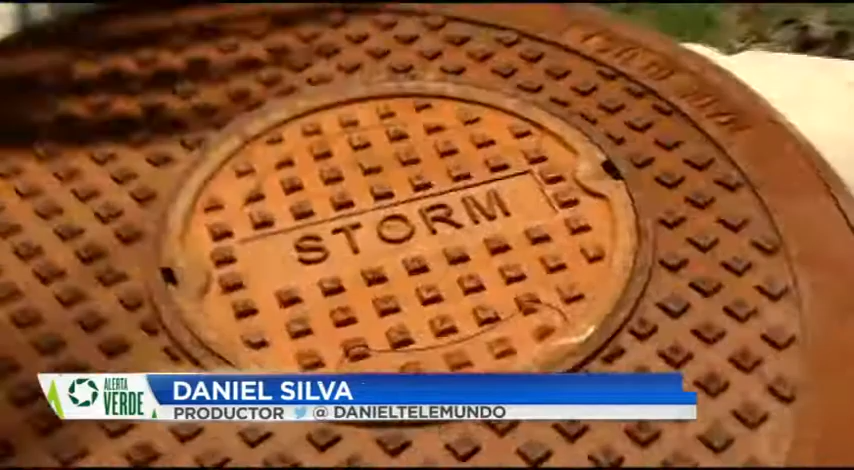 STORM
ALERTA
VERDE
DANIEL SILVA
PRODUCTOR @DANIELTELEMUNDO